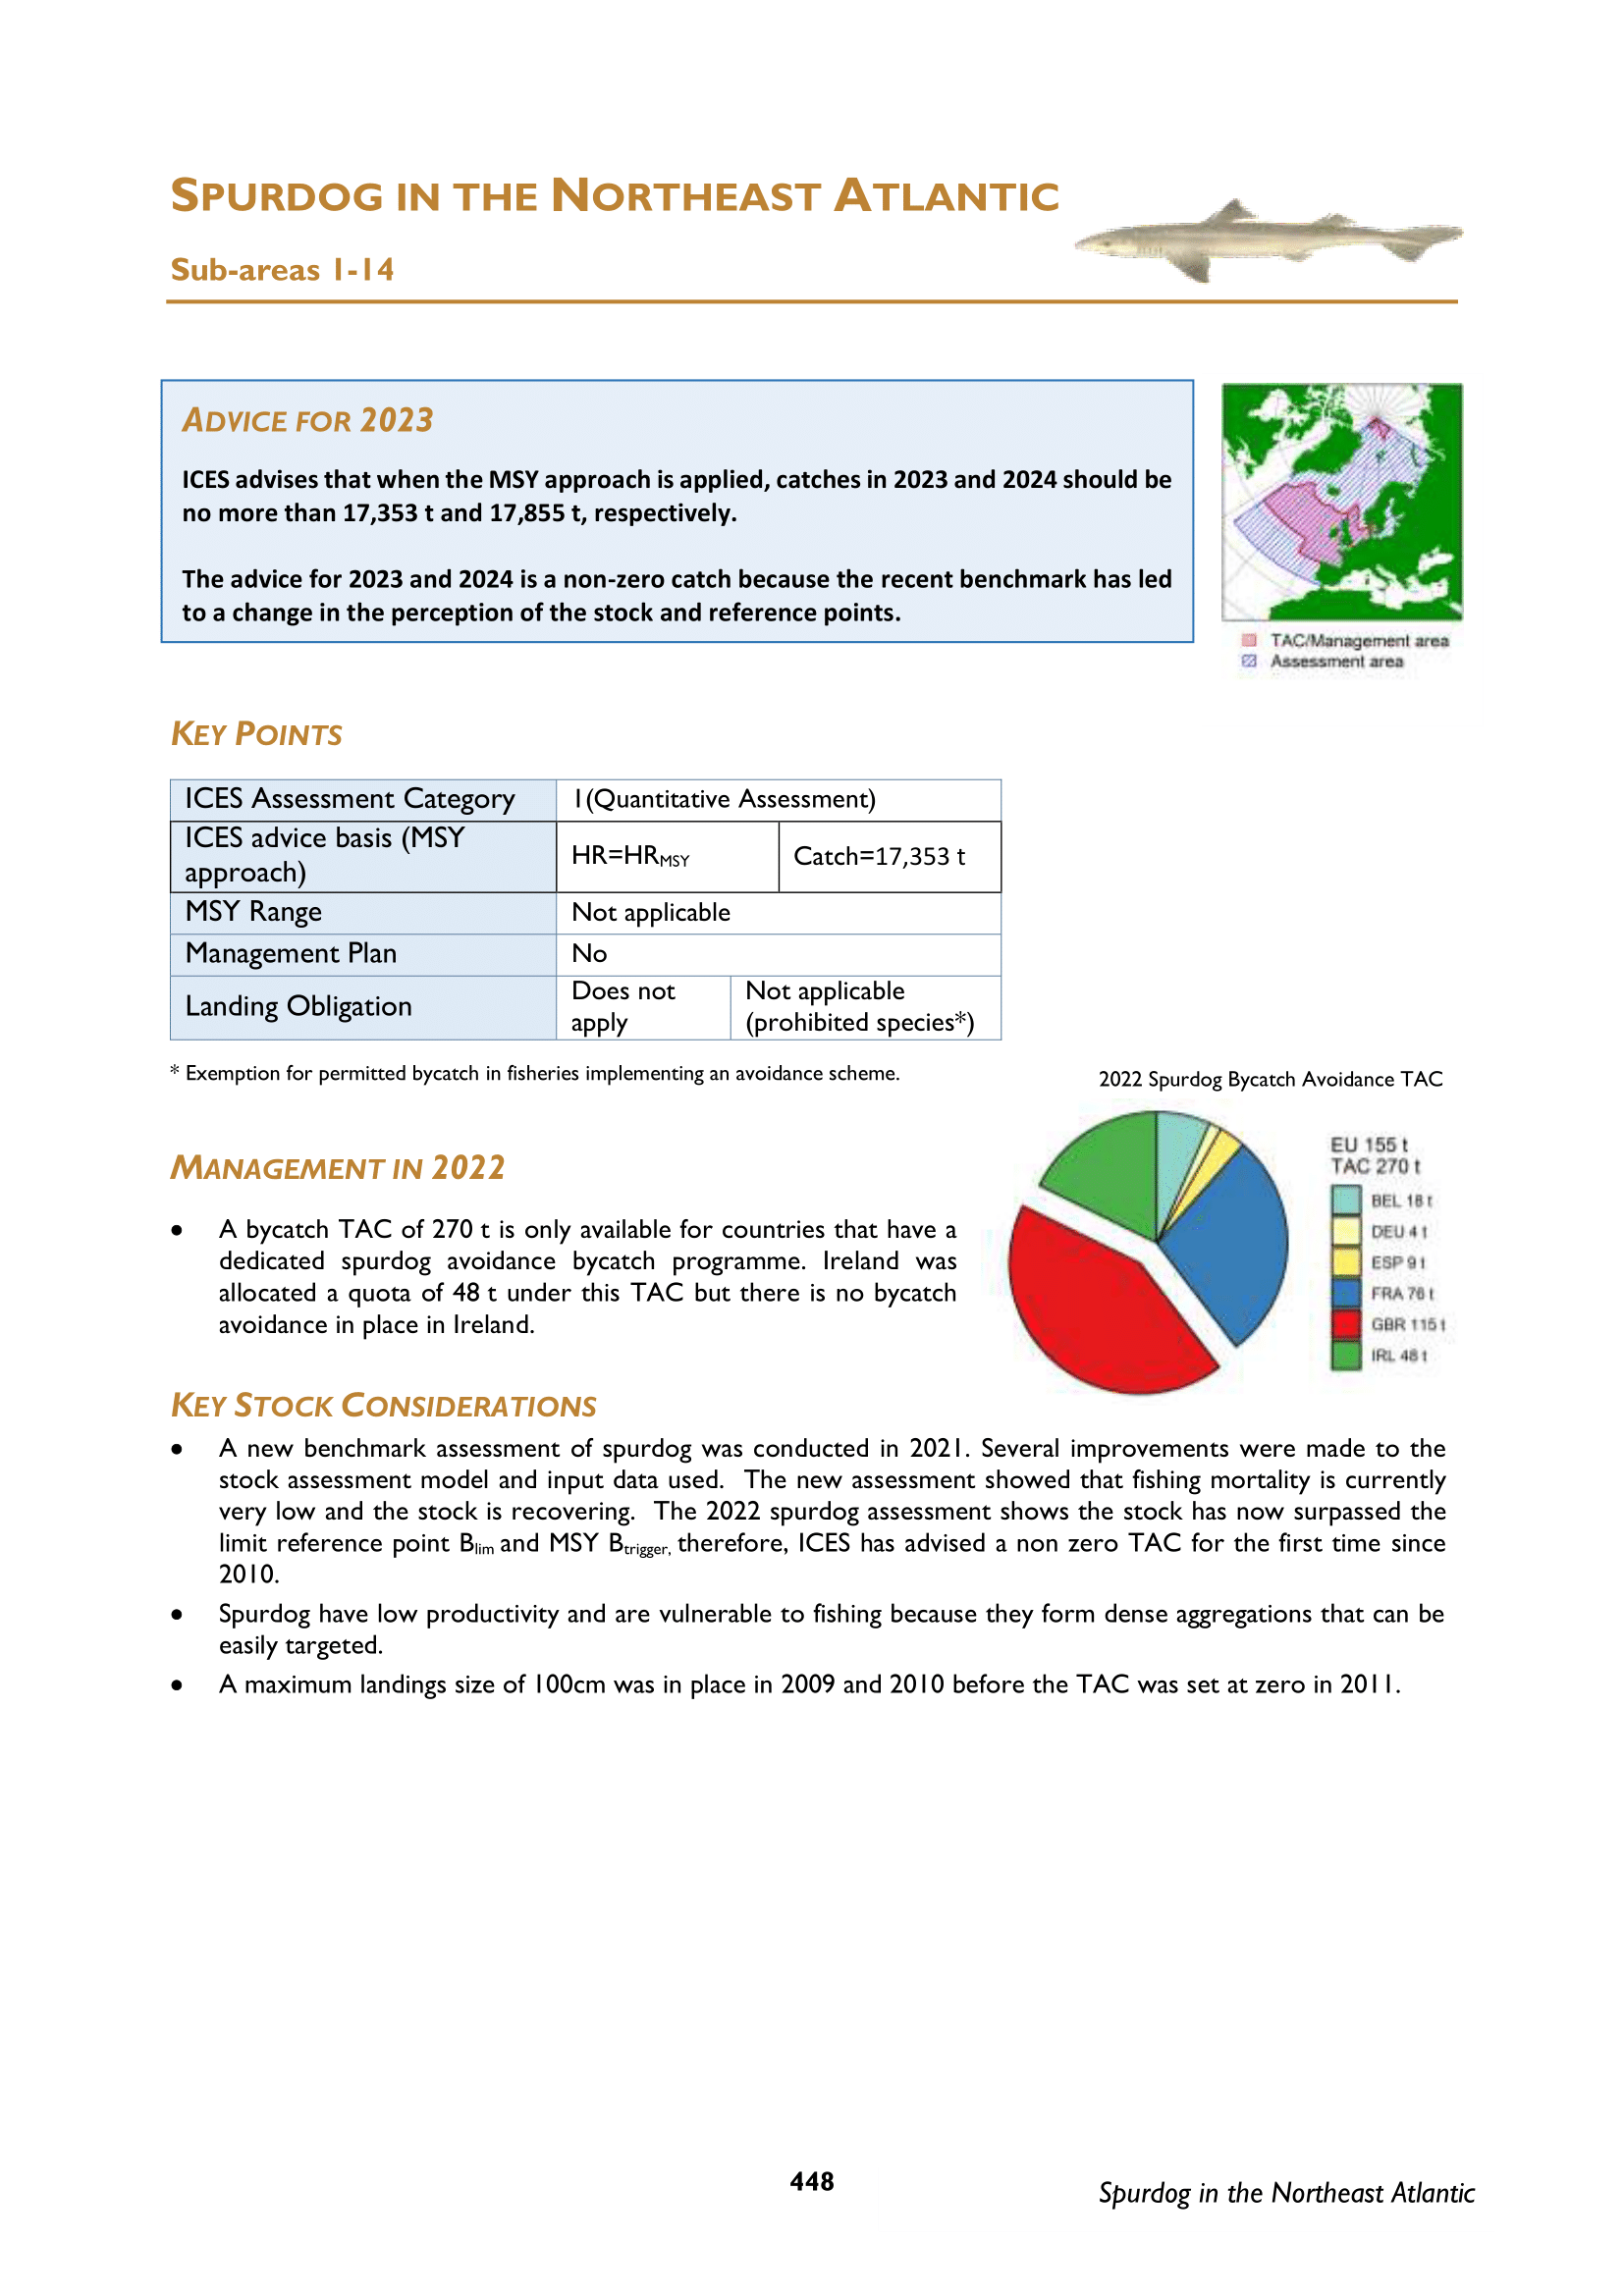 SPURDOG IN THE NORTHEAST ATLANTIC
Sub-areas 1-14
ADVICE FOR 2023
ICES advises that when the MSY approach is applied, catches in 2023 and 2024 should be
no more than 17,353 t and 17,855 t, respectively.
The advice for 2023 and 2024 is a non-zero catch because the recent benchmark has led
to a change in the perception of the stock and reference points.
TAC/Management area
Assessment area
KEY POINTS
ICES Assessment Category
1(Quantitative Assessment)
ICES advice basis (MSY
approach)
HR=HRMSY
Catch=17,353 t
MSY Range
Not applicable
Management Plan
No
Landing Obligation
Does not
apply
Not applicable
(prohibited species*)
* Exemption for permitted bycatch in fisheries implementing an avoidance scheme.
2022 Spurdog Bycatch Avoidance TAC
EU 155 t
TAC 270 t
BEL 18 t
DEU 4 t
ESP 9 t
FRA 76 t
GBR 115 t
IRL 48 t
MANAGEMENT IN 2022
• A bycatch TAC of 270 t is only available for countries that have a
dedicated spurdog avoidance bycatch programme. Ireland was
allocated a quota of 48 t under this TAC but there is no bycatch
avoidance in place in Ireland.
KEY STOCK CONSIDERATIONS
• A new benchmark assessment of spurdog was conducted in 2021. Several improvements were made to the
stock assessment model and input data used. The new assessment showed that fishing mortality is currently
very low and the stock is recovering. The 2022 spurdog assessment shows the stock has now surpassed the
limit reference point Blim and MSY Btrigger, therefore, ICES has advised a non zero TAC for the first time since
2010.
• Spurdog have low productivity and are vulnerable to fishing because they form dense aggregations that can be
easily targeted.
• A maximum landings size of 100cm was in place in 2009 and 2010 before the TAC was set at zero in 2011.
448
Spurdog in the Northeast Atlantic